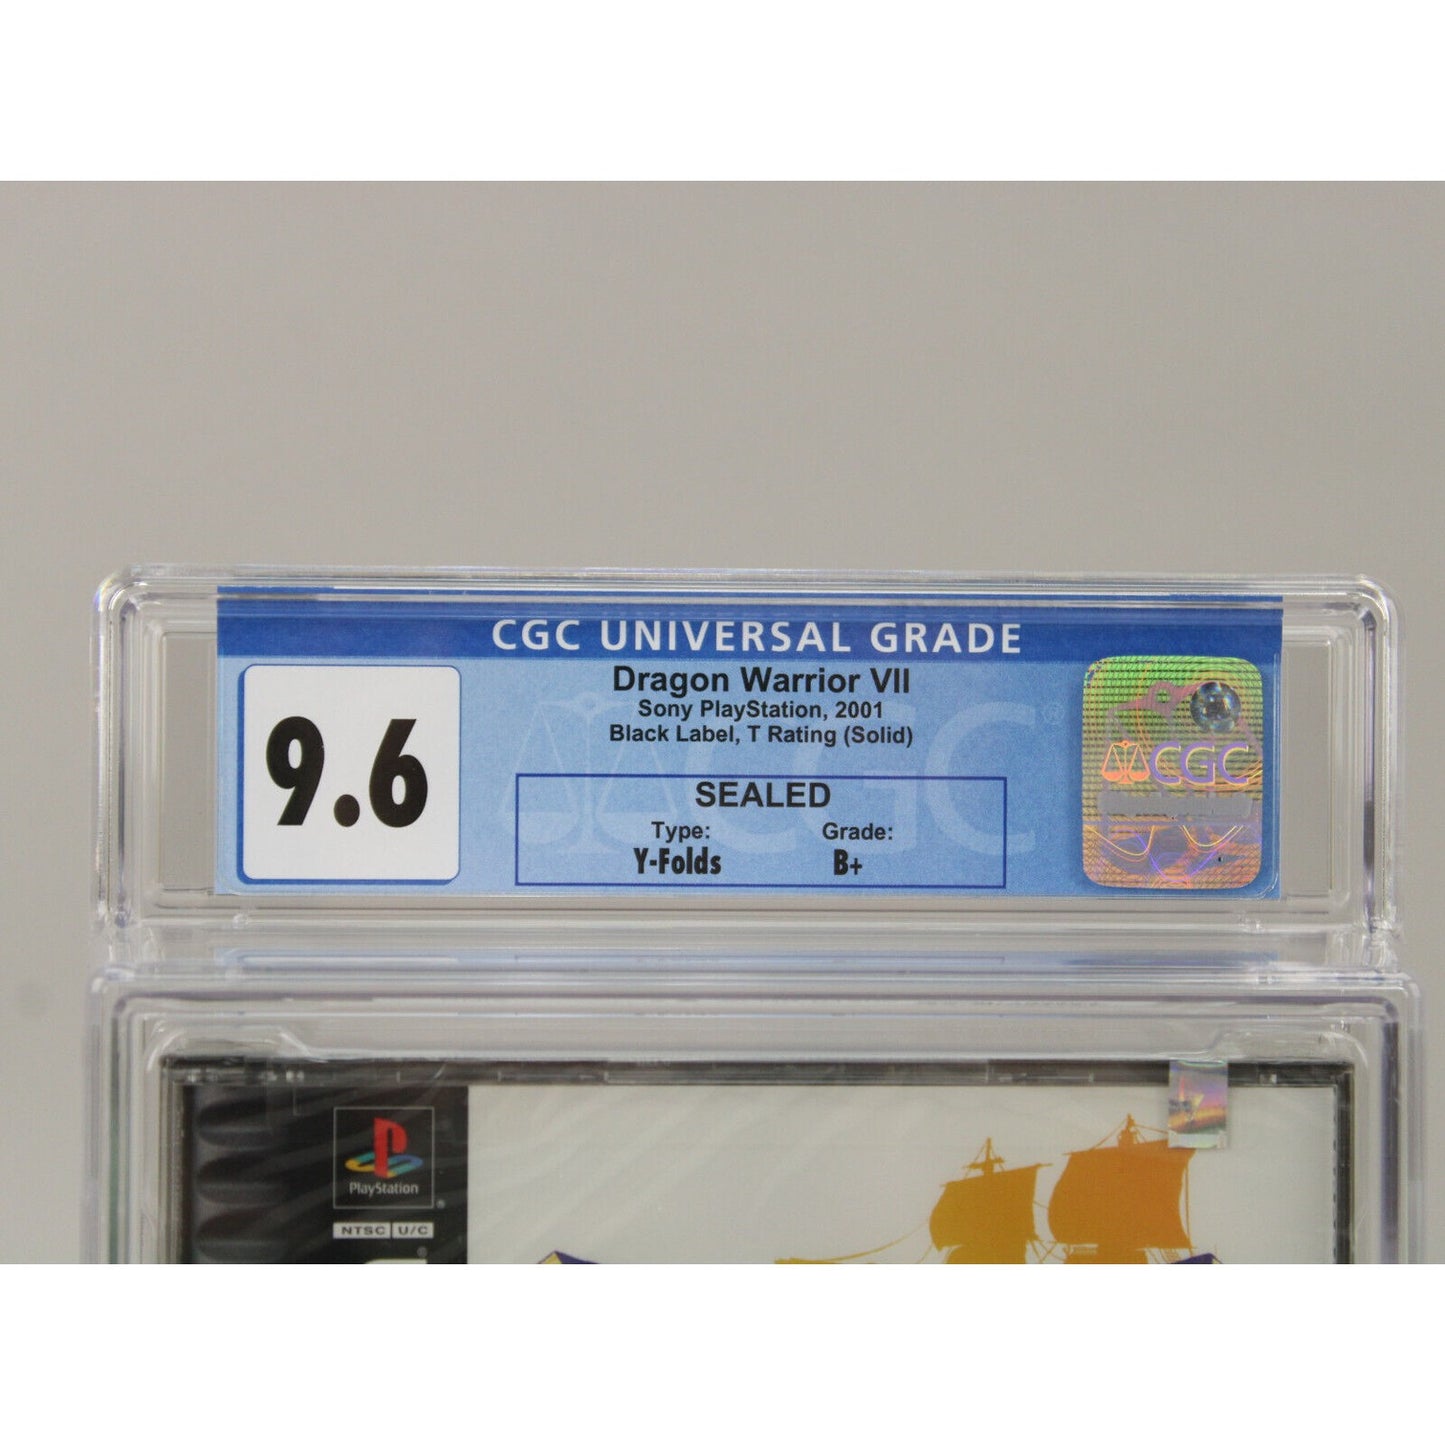 CGC UNIVERSAL GRADE
9.6
Dragon Warrior VII
Sony PlayStation, 2001
Black Label, T Rating (Solid)
SEALED
Type: Grade:
Y-Folds B+
CGC
CGC
PlayStation
NTSC U/C